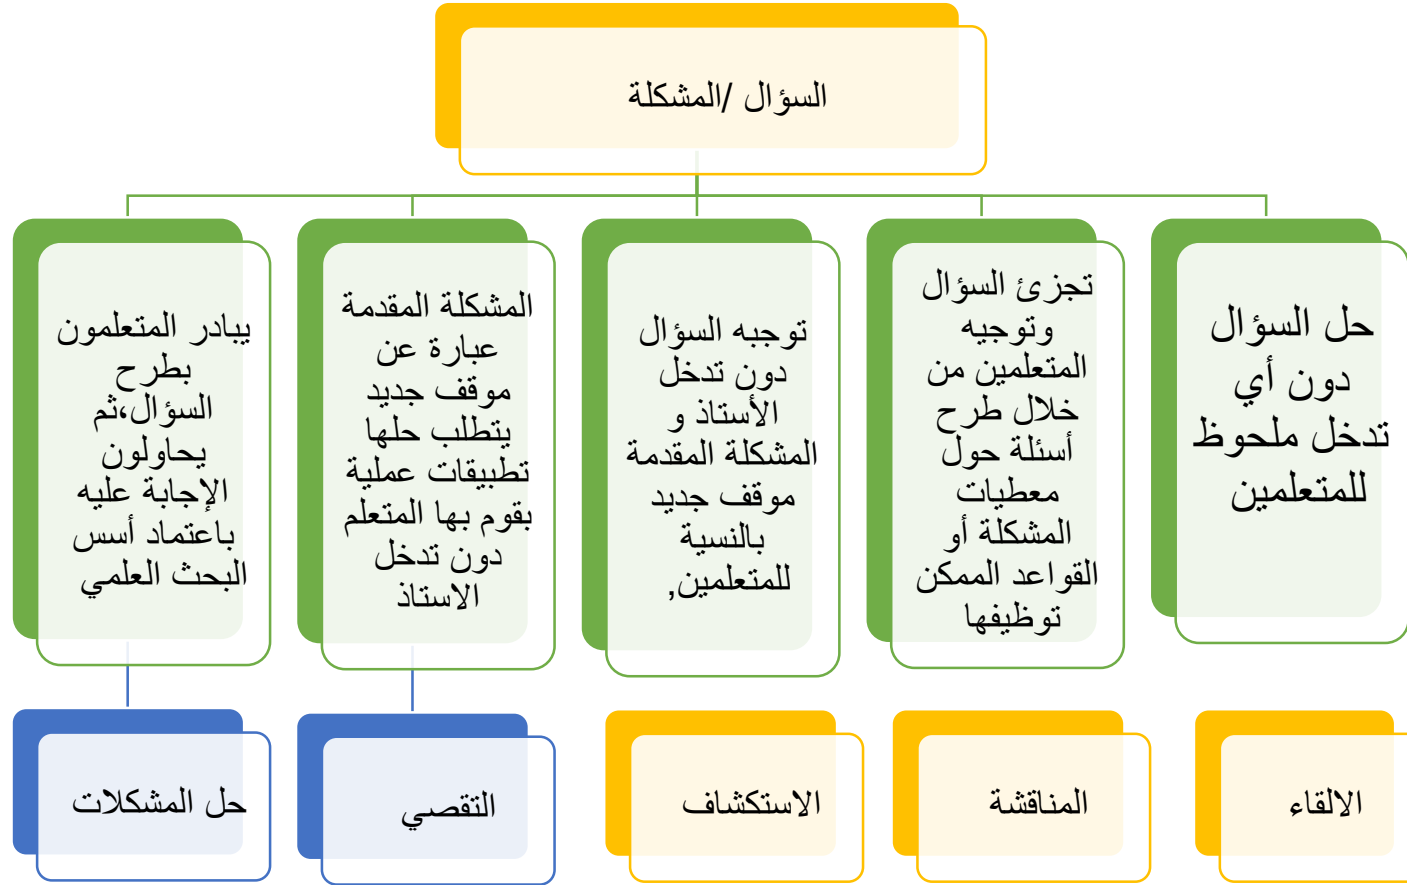 السؤال /المشكلة
حل السؤال
دون أي
تدخل ملحوظ
للمتعلمين
تجزئ السؤال
وتوجيه
المتعلمين من
خلال طرح
أسئلة حول
معطيات
المشكلة أو
القواعد الممكن
توظيفها
توجبه السؤال
دون تدخل
الأستاذ و
المشكلة المقدمة
موقف جديد
بالنسية
للمتعلمين,
المشكلة المقدمة
عبارة عن
موقف جديد
يتطلب حلها
تطبيقات عملية
بقوم بها المتعلم
دون تدخل
الاستاذ
يبادر المتعلمون
بطرح
السؤال،ثم
يحاولون
الإجابة عليه
باعتماد أسس
البحث العلمي
الالقاء
المناقشة
الاستكشاف
التقصي
حل المشكلات